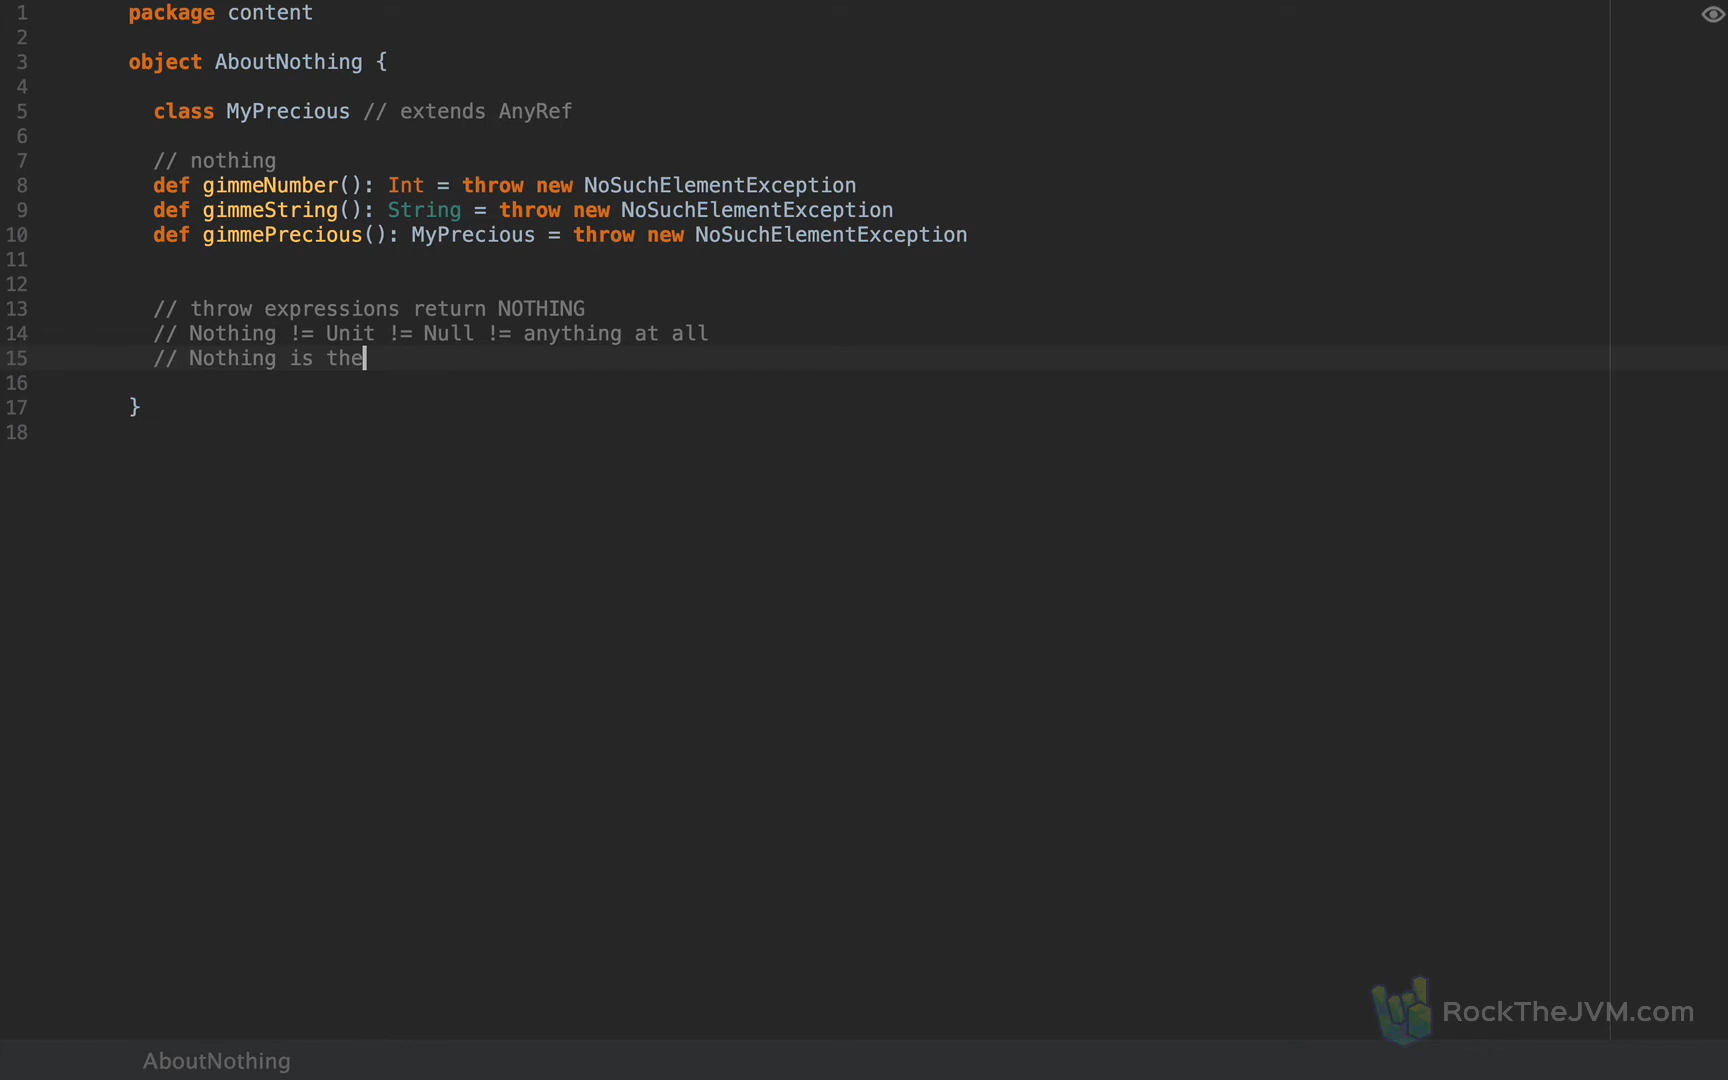 1 package content
2
3 object AboutNothing {
4
5 class MyPrecious // extends AnyRef
6
7 // nothing
8 def gimmeNumber(): Int = throw new NoSuchElementException
9 def gimmeString(): String = throw new NoSuchElementException
10 def gimmePrecious(): MyPrecious = throw new NoSuchElementException
11
12
13 // throw expressions return NOTHING
14 // Nothing != Unit != Null != anything at all
15 // Nothing is the
16
17 }
18
RockTheJVM.com
AboutNothing